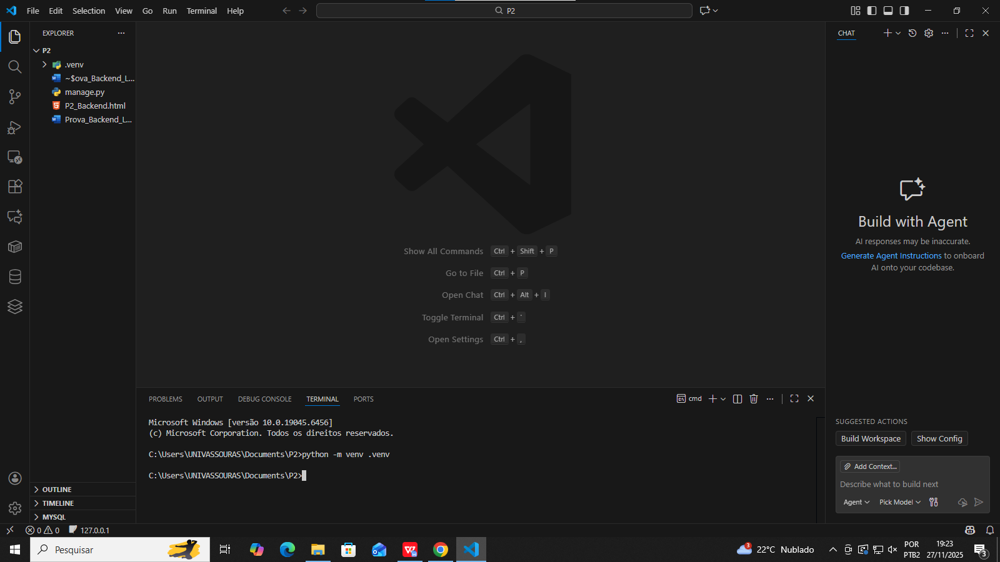 File Edit Selection View Go Run Terminal Help
P2
EXPLORER
P2
.venv
~$ova_Backend_L...
manage.py
P2_Backend.html
Prova_Backend_L...
OUTLINE
TIMELINE
MYSQL
Show All Commands Ctrl + Shift + P
Go to File Ctrl + P
Open Chat Ctrl + Alt + I
Toggle Terminal Ctrl + '
Open Settings Ctrl + ,
PROBLEMS OUTPUT DEBUG CONSOLE TERMINAL PORTS
cmd
Microsoft Windows [versão 10.0.19045.6456]
(c) Microsoft Corporation. Todos os direitos reservados.
C:\Users\UNIVASSOURAS\Documents\P2>python -m venv .venv
C:\Users\UNIVASSOURAS\Documents\P2>
CHAT
Build with Agent
AI responses may be inaccurate.
Generate Agent Instructions to onboard
AI onto your codebase.
SUGGESTED ACTIONS
Build Workspace Show Config
Add Context...
Describe what to build next
Agent Pick Model
0 0 127.0.0.1
Pesquisar
3 22°C Nublado
POR
PTB2
19:23
27/11/2025
3